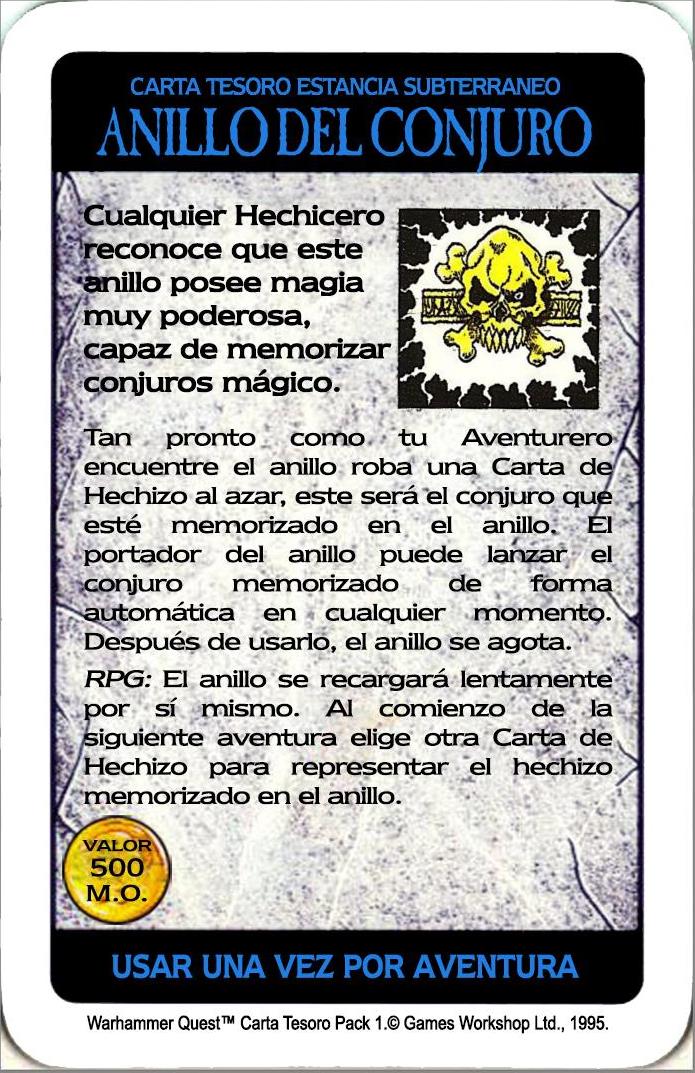 CARTA TESORO ESTANCIA SUBTERRANEO
ANILLO DEL CONJURO
Cualquier Hechicero
reconoce que este
anillo posee magia
muy poderosa,
capaz de memorizar
conjuros mágico.
Tan pronto como tu Aventurero
encuentre el anillo roba una Carta de
Hechizo al azar, este será el conjuro que
esté memorizado en el anillo. El
portador del anillo puede lanzar el
conjuro memorizado de forma
automática en cualquier momento.
Después de usarlo, el anillo se agota.
RPG: El anillo se recargará lentamente
por sí mismo. Al comienzo de la
siguiente aventura elige otra Carta de
Hechizo para representar el hechizo
memorizado en el anillo.
VALOR
500
M.O.
USAR UNA VEZ POR AVENTURA
Warhammer Quest™ Carta Tesoro Pack 1.© Games Workshop Ltd., 1995.